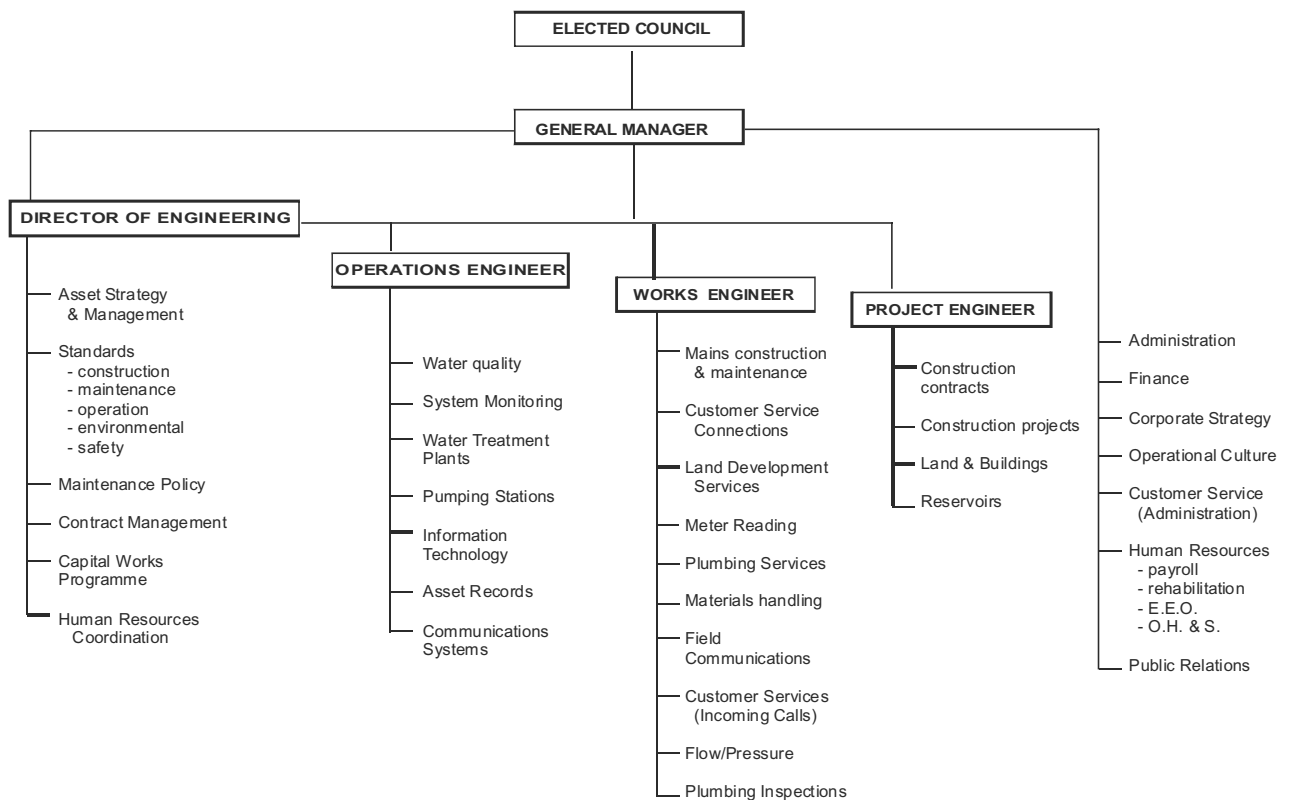 ELECTED COUNCIL
GENERAL MANAGER
DIRECTOR OF ENGINEERING
Asset Strategy
& Management
Standards
- construction
- maintenance
- operation
- environmental
- safety
Maintenance Policy
Contract Management
Capital Works
Programme
Human Resources
Coordination
OPERATIONS ENGINEER
Water quality
System Monitoring
Water Treatment
Plants
Pumping Stations
Information
Technology
Asset Records
Communications
Systems
WORKS ENGINEER
Mains construction
& maintenance
Customer Service
Connections
Land Development
Services
Meter Reading
Plumbing Services
Materials handling
Field
Communications
Customer Services
(Incoming Calls)
Flow/Pressure
Plumbing Inspections
PROJECT ENGINEER
Construction
contracts
Construction projects
Land & Buildings
Reservoirs
Administration
Finance
Corporate Strategy
Operational Culture
Customer Service
(Administration)
Human Resources
- payroll
- rehabilitation
- E.E.O.
- O.H. & S.
Public Relations